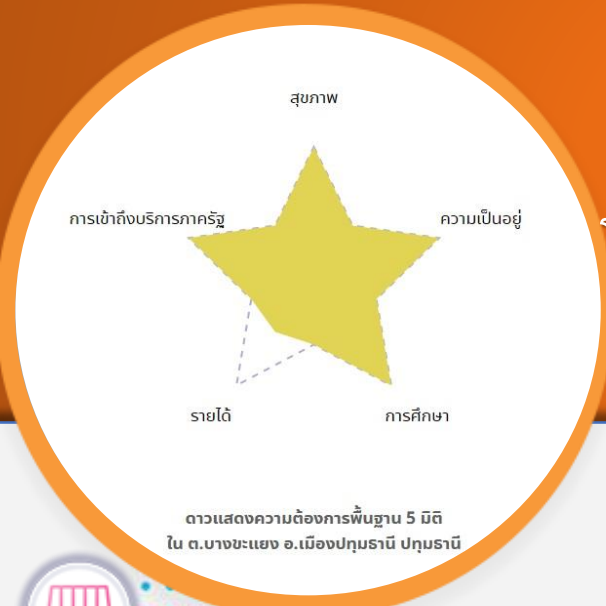 สุขภาพ
การเข้าถึงบริการภาครัฐ
ความเป็นอยู่
รายได้
การศึกษา
ดาวแสดงความต้องการพื้นฐาน 5 มิติ
ใน ต.บางขะแยง อ.เมืองปทุมธานี ปทุมธานี